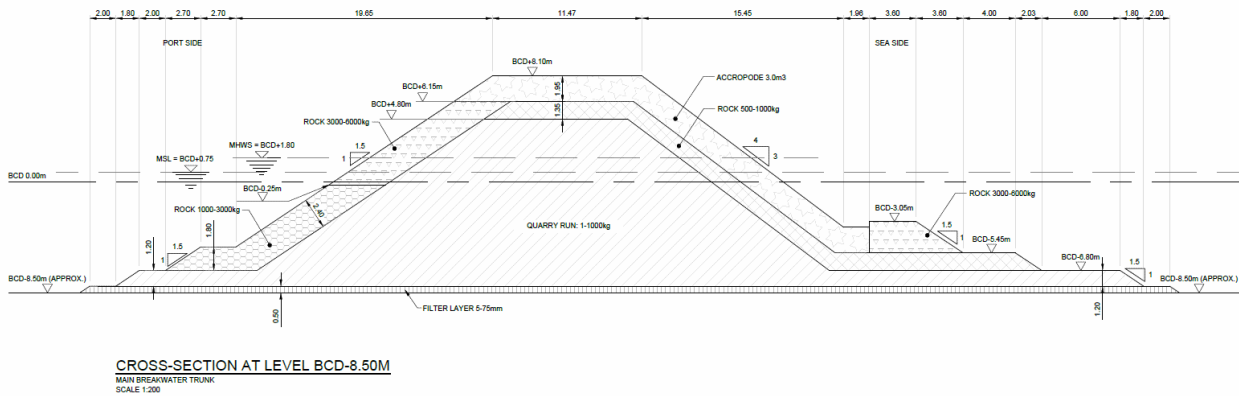 2.00 1.80 2.00 2.70 2.70 19.65 11.47 15.45 1.96 3.60 3.60 4.00 2.03 6.00 1.80 2.00
PORT SIDE
SEA SIDE
BCD+8.10m
ACCROPODE 3.0m3
BCD+6.15m
1.95
BCD+4.80m
1.35
ROCK 500-1000kg
ROCK 3000-6000kg
4
3
1.5
1
MHWS = BCD+1.80
MSL = BCD+0.75
BCD 0.00m
BCD-0.25m
ROCK 3000-6000kg
ROCK 1000-3000kg
2.40
BCD-3.05m
QUARRY RUN: 1-1000kg
1.5
1
1.80
1.5
1
1.20
BCD-5.45m
BCD-6.80m
1.5
1
BCD-8.50m (APPROX.)
BCD-8.50m (APPROX.)
0.50
FILTER LAYER 5-75mm
1.20
CROSS-SECTION AT LEVEL BCD-8.50M
MAIN BREAKWATER TRUNK
SCALE 1:200